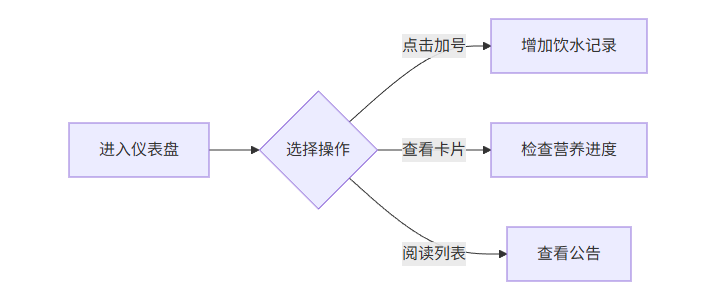 点击加号
增加饮水记录
进入仪表盘
选择操作
查看卡片
检查营养进度
阅读列表
查看公告